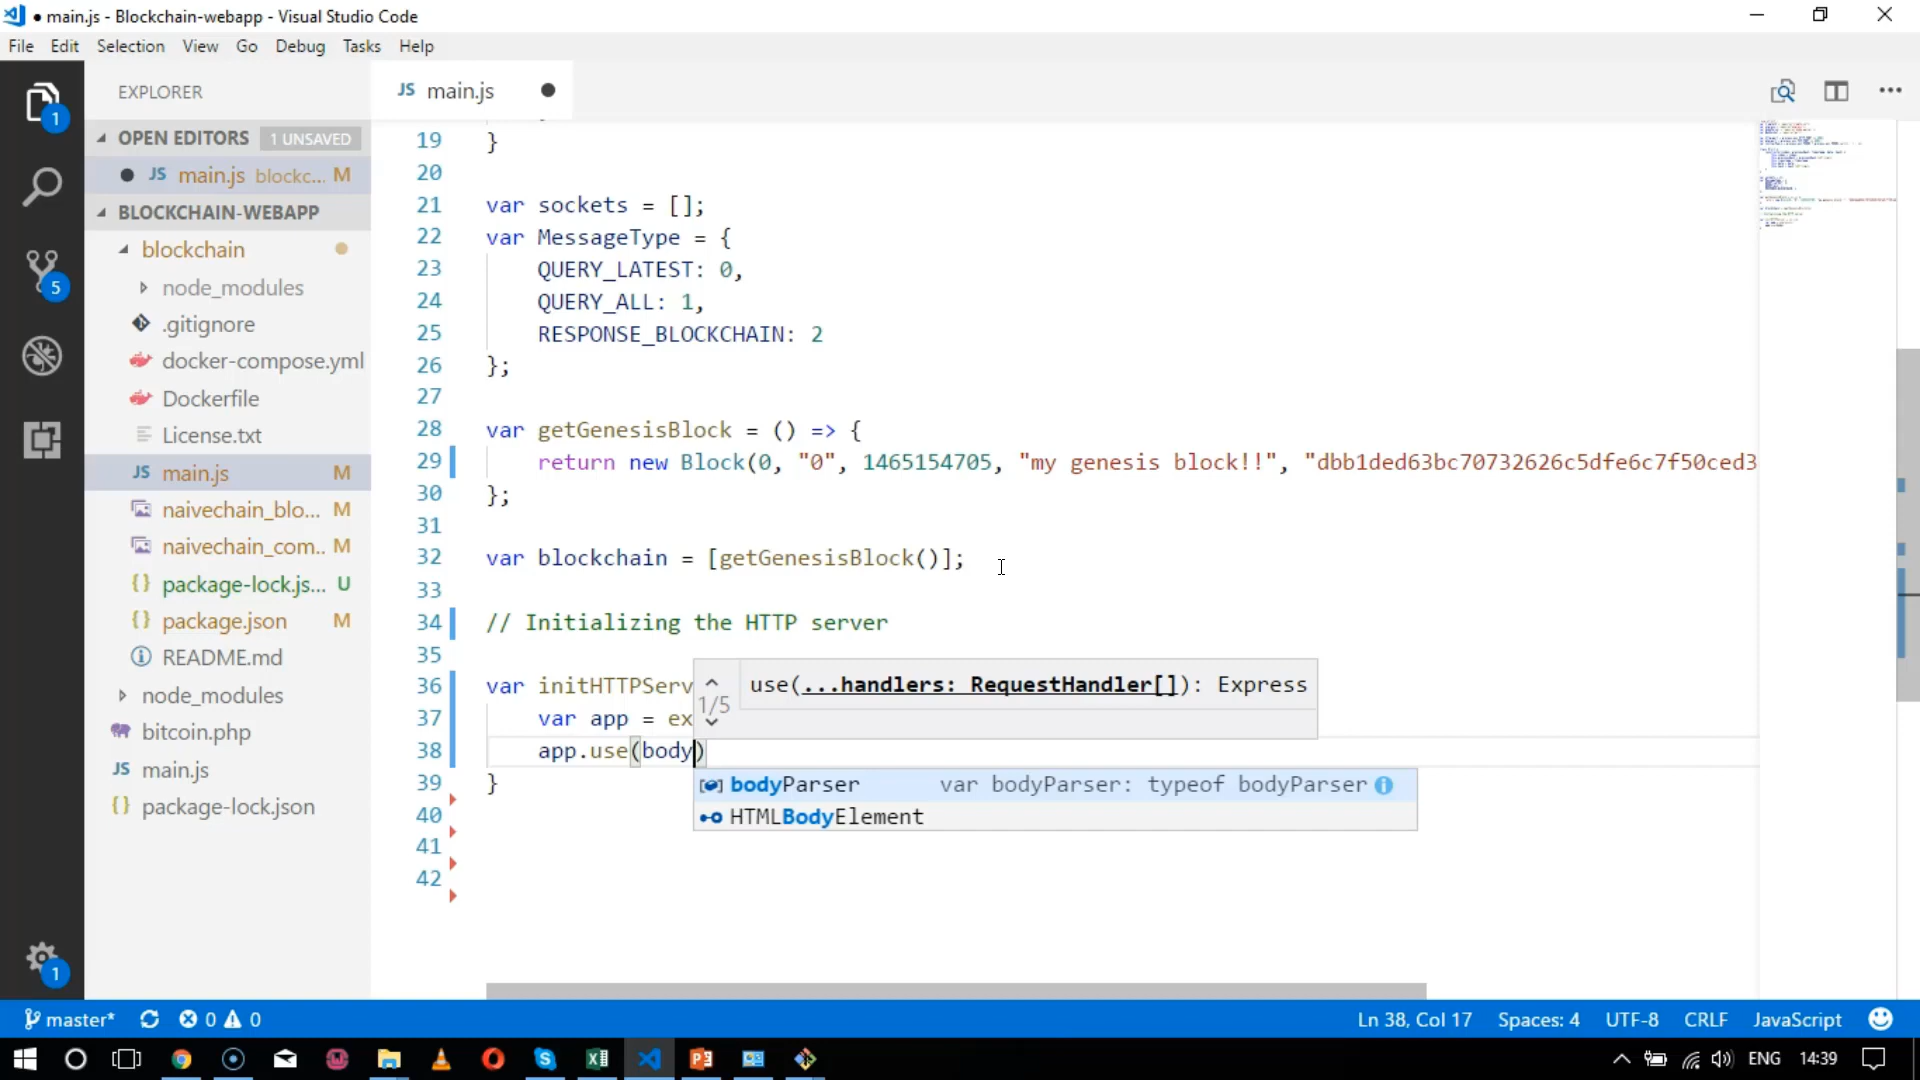 ● main.js - Blockchain-webapp - Visual Studio Code
File Edit Selection View Go Debug Tasks Help
EXPLORER
JS main.js
OPEN EDITORS 1 UNSAVED
JS main.js blockc... M
BLOCKCHAIN-WEBAPP
blockchain
node_modules
.gitignore
docker-compose.yml
Dockerfile
License.txt
JS main.js M
naivechain_blo... M
naivechain_com.. M
{} package-lock.js... U
{} package.json M
README.md
node_modules
bitcoin.php
JS main.js
{} package-lock.json
1
5
1
19 }
20
21 var sockets = [];
22 var MessageType = {
23 QUERY_LATEST: 0,
24 QUERY_ALL: 1,
25 RESPONSE_BLOCKCHAIN: 2
26 };
27
28 var getGenesisBlock = () => {
29 return new Block(0, "0", 1465154705, "my genesis block!!", "dbb1ded63bc70732626c5dfe6c7f50ced3
30 };
31
32 var blockchain = [getGenesisBlock()];
33
34 // Initializing the HTTP server
35
36 var initHTTPServ
37 var app = ex
38 app.use(body)
39 }
40
41
42
1/5 use(...handlers: RequestHandler[]): Express
bodyParser var bodyParser: typeof bodyParser
HTMLBodyElement
master* 0 0 Ln 38, Col 17 Spaces: 4 UTF-8 CRLF JavaScript
ENG 14:39